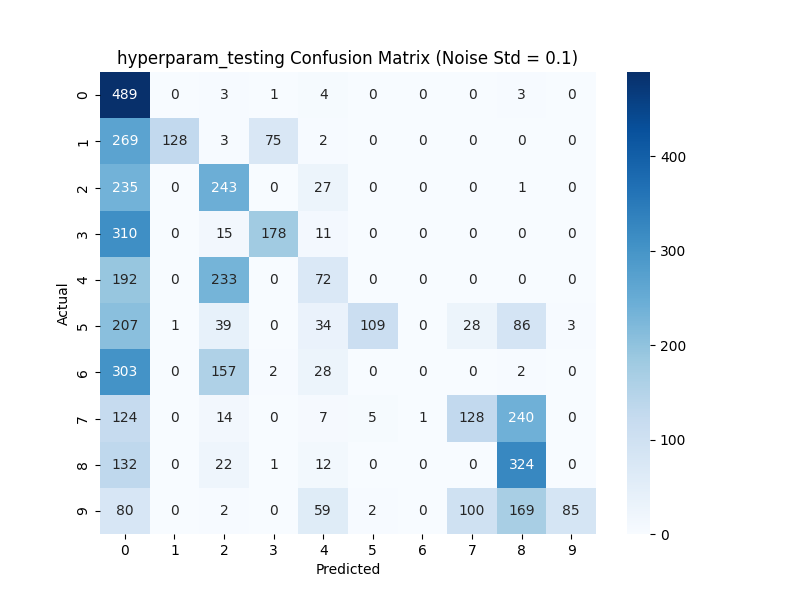 hyperparam_testing Confusion Matrix (Noise Std = 0.1)
0 489 0 3 1 4 0 0 0 3 0
1 269 128 3 75 2 0 0 0 0 0
2 235 0 243 0 27 0 0 0 1 0
3 310 0 15 178 11 0 0 0 0 0
4 192 0 233 0 72 0 0 0 0 0
5 207 1 39 0 34 109 0 28 86 3
6 303 0 157 2 28 0 0 0 2 0
7 124 0 14 0 7 5 1 128 240 0
8 132 0 22 1 12 0 0 0 324 0
9 80 0 2 0 59 2 0 100 169 85
0 1 2 3 4 5 6 7 8 9
Predicted
Actual
400
300
200
100
0